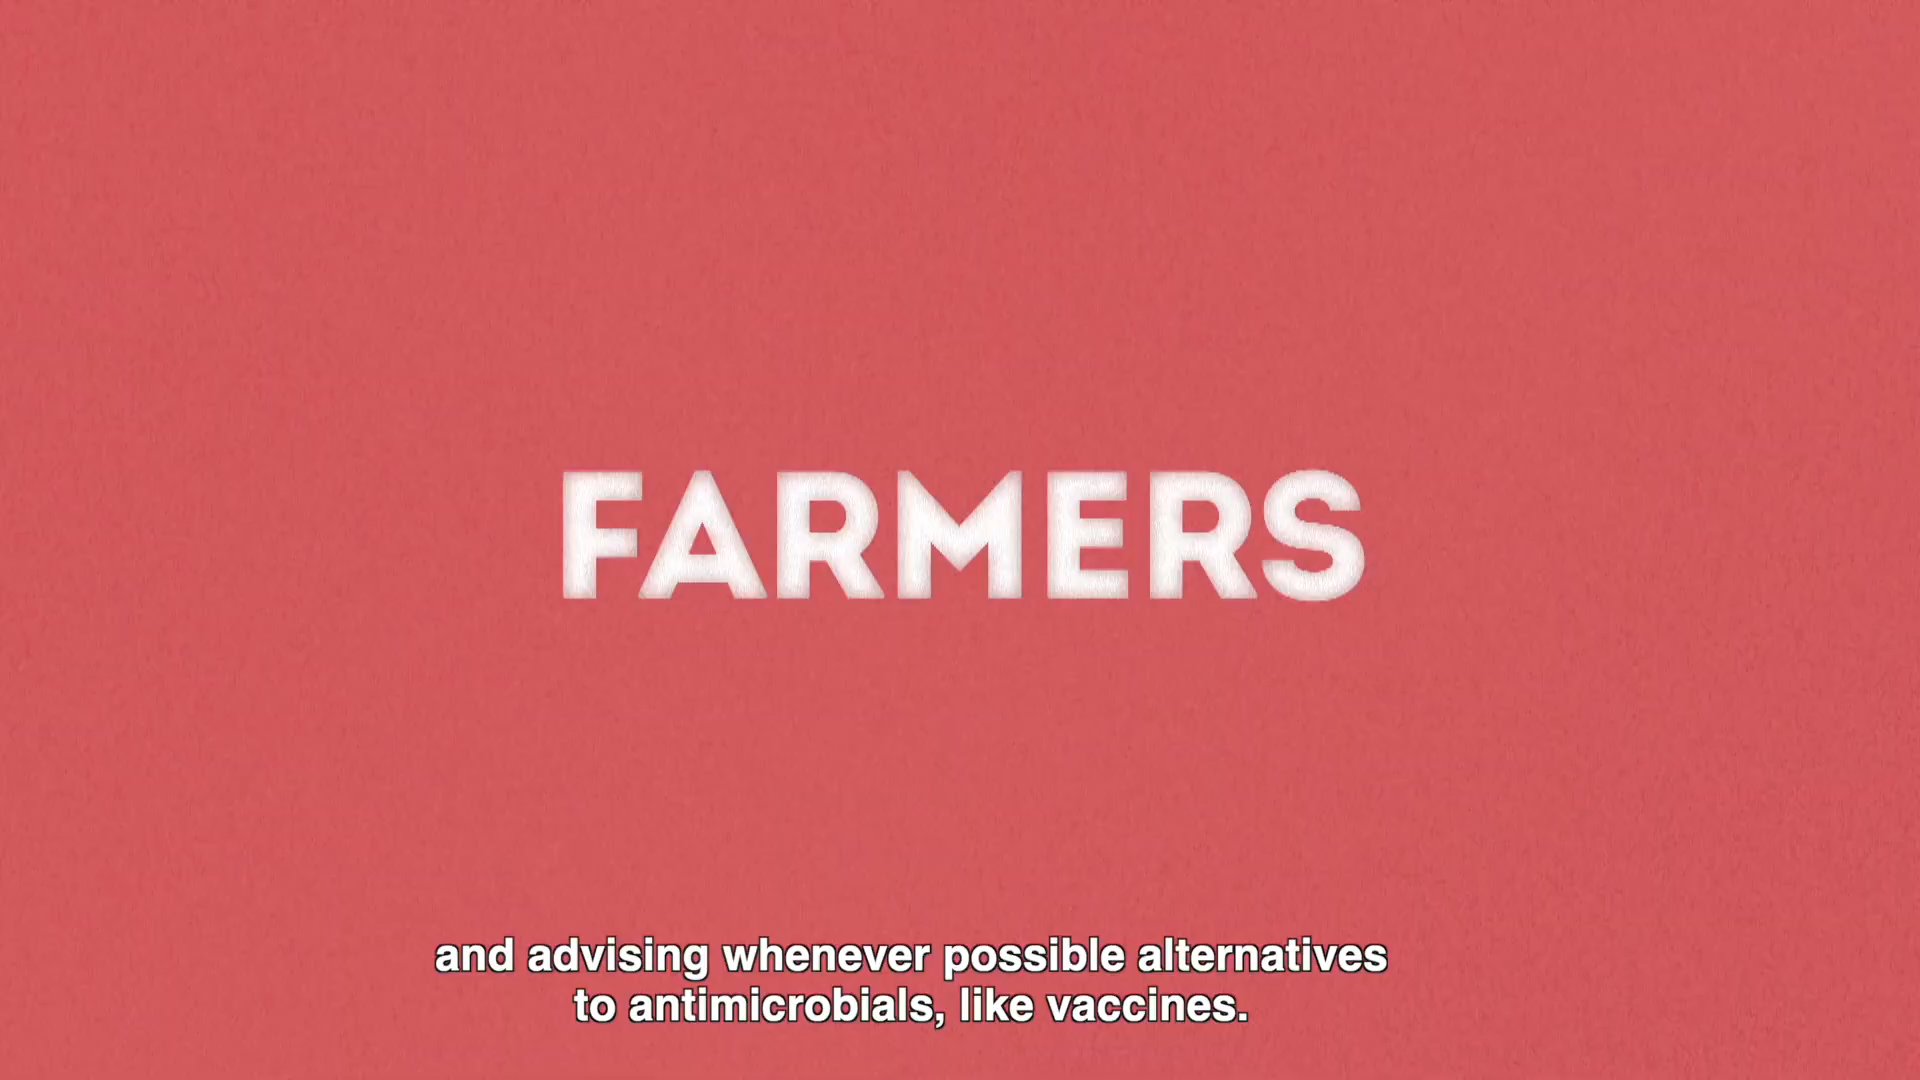 FARMERS
and advising whenever possible alternatives
to antimicrobials, like vaccines.